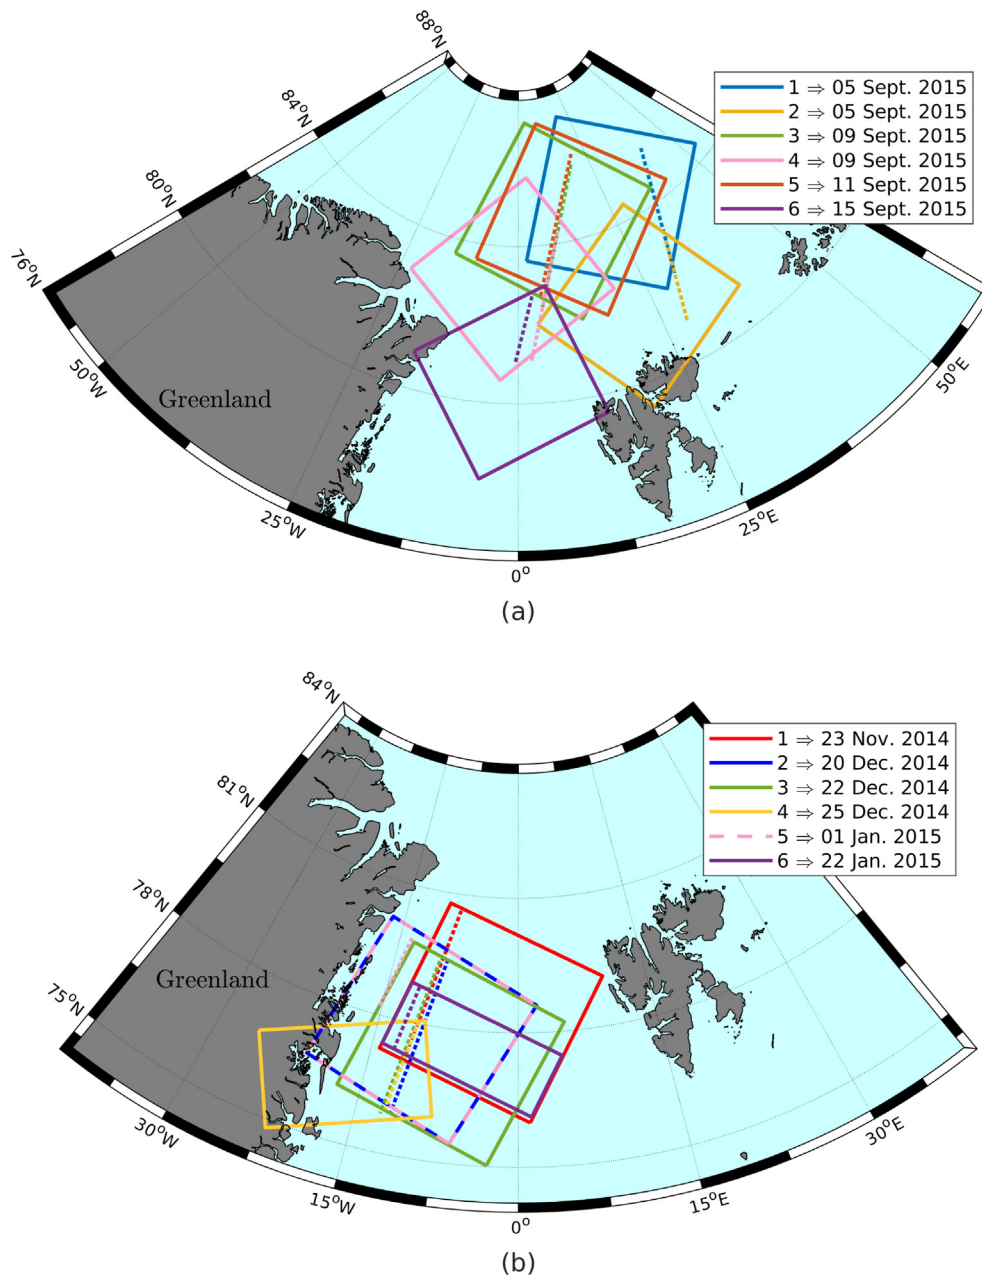 88°N
84°N
80°N
76°N
50°W
25°W
0°
25°E
50°E
Greenland
1 ⇒ 05 Sept. 2015
2 ⇒ 05 Sept. 2015
3 ⇒ 09 Sept. 2015
4 ⇒ 09 Sept. 2015
5 ⇒ 11 Sept. 2015
6 ⇒ 15 Sept. 2015
(a)
84°N
81°N
78°N
75°N
30°W
15°W
0°
15°E
30°E
Greenland
1 ⇒ 23 Nov. 2014
2 ⇒ 20 Dec. 2014
3 ⇒ 22 Dec. 2014
4 ⇒ 25 Dec. 2014
5 ⇒ 01 Jan. 2015
6 ⇒ 22 Jan. 2015
(b)